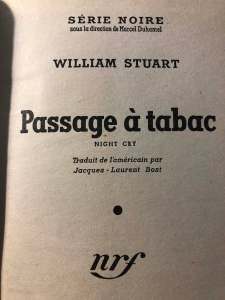 SÉRIE NOIRE
sous la direction de Marcel Duhamel
WILLIAM STUART
Passage à tabac
NIGHT CRY
Traduit de l'américain par
Jacques-Laurent Bost
nrf